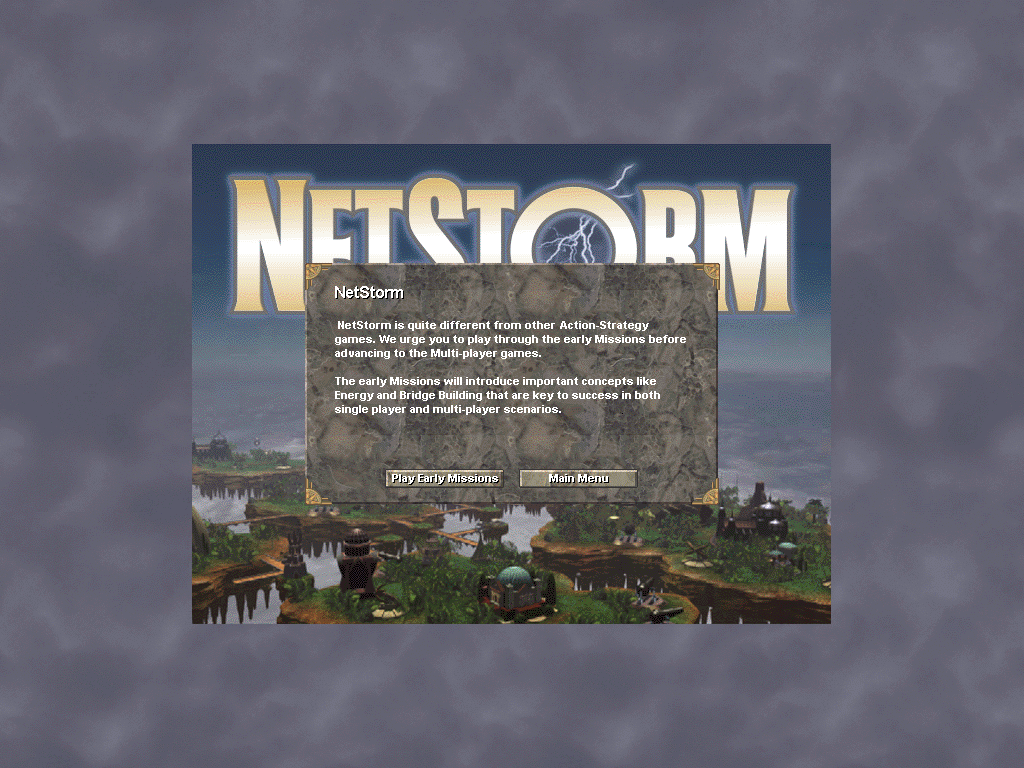 NETSTORM
NetStorm
NetStorm is quite different from other Action-Strategy
games. We urge you to play through the early Missions before
advancing to the Multi-player games.
The early Missions will introduce important concepts like
Energy and Bridge Building that are key to success in both
single player and multi-player scenarios.
Play Early Missions
Main Menu